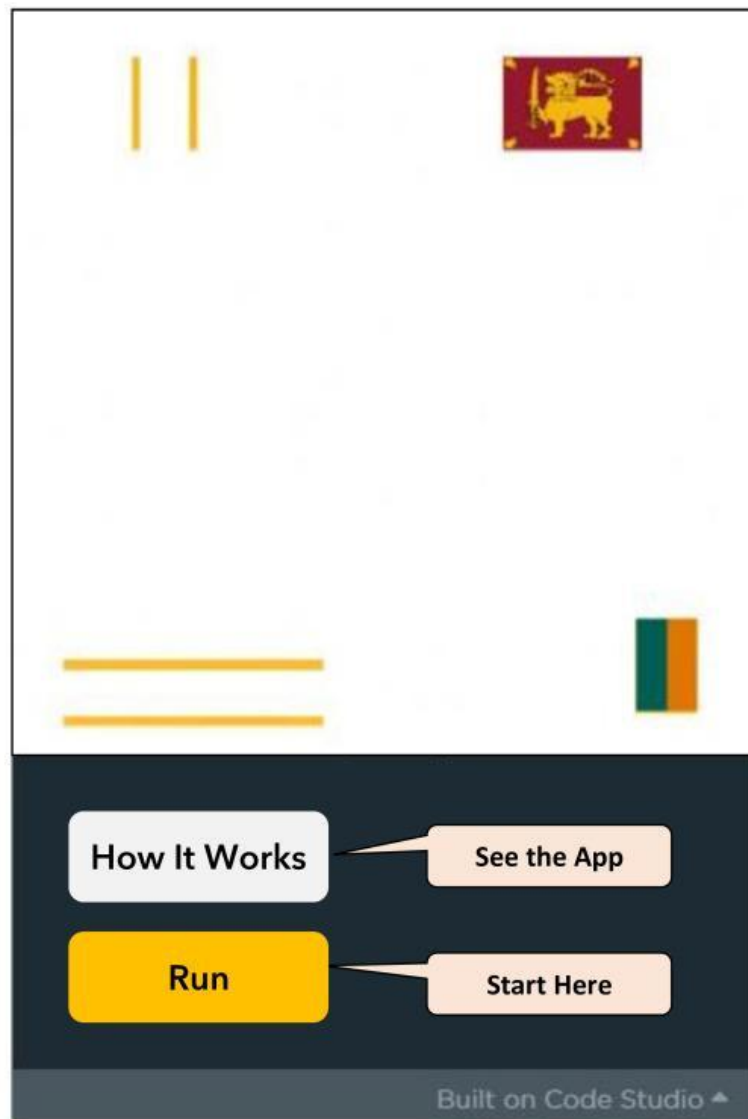 How It Works
See the App
Run
Start Here
Built on Code Studio